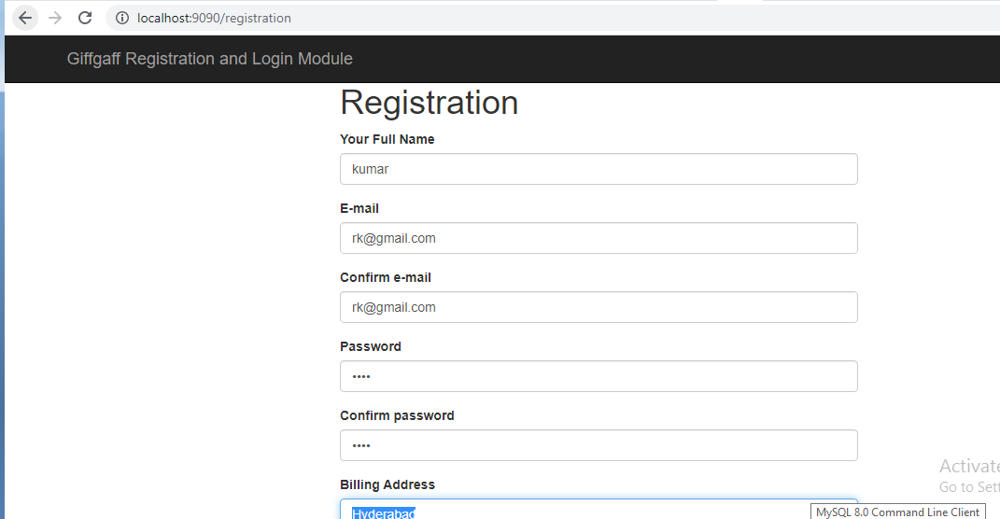 localhost:9090/registration
Giffgaff Registration and Login Module
Registration
Your Full Name
kumar
E-mail
rk@gmail.com
Confirm e-mail
rk@gmail.com
Password
••••
Confirm password
••••
Billing Address
Hyderabad
Activate
Go to Sett
MySQL 8.0 Command Line Client